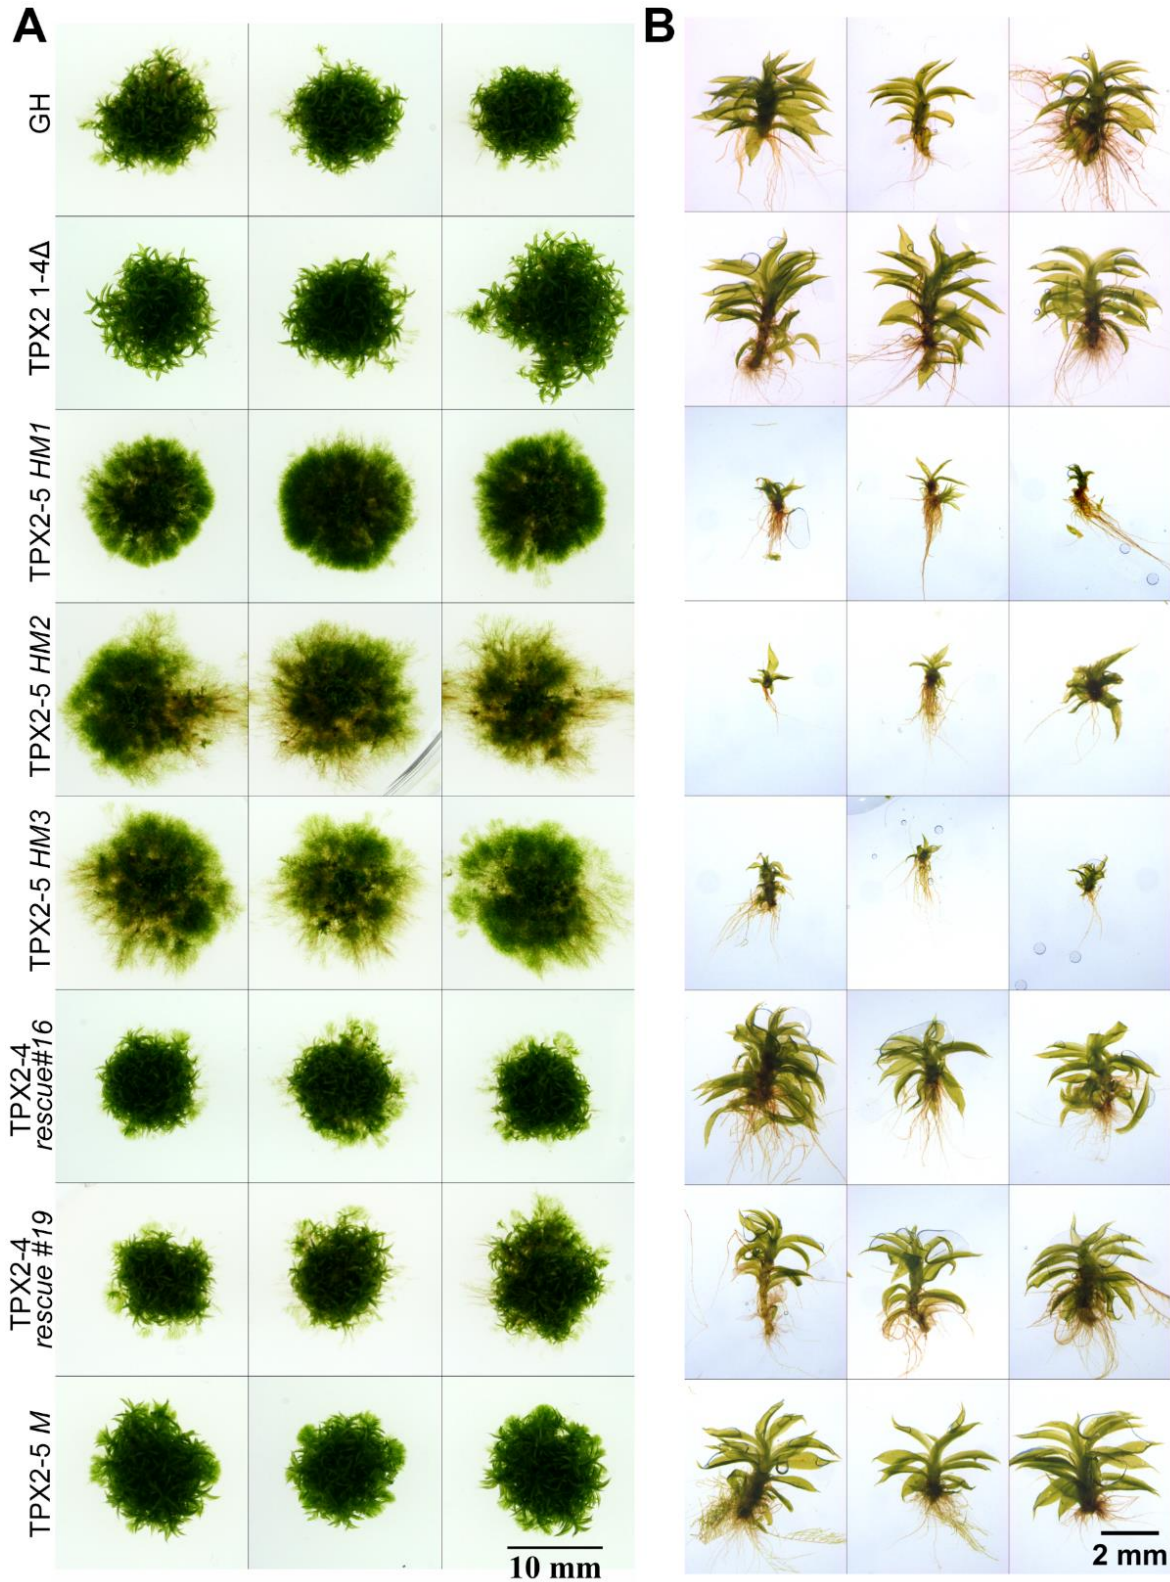 A
B
GH
TPX2 1-4Δ
TPX2-5 HM1
TPX2-5 HM2
TPX2-5 HM3
TPX2-4
rescue#16
TPX2-4
rescue #19
TPX2-5 M
10 mm
2 mm